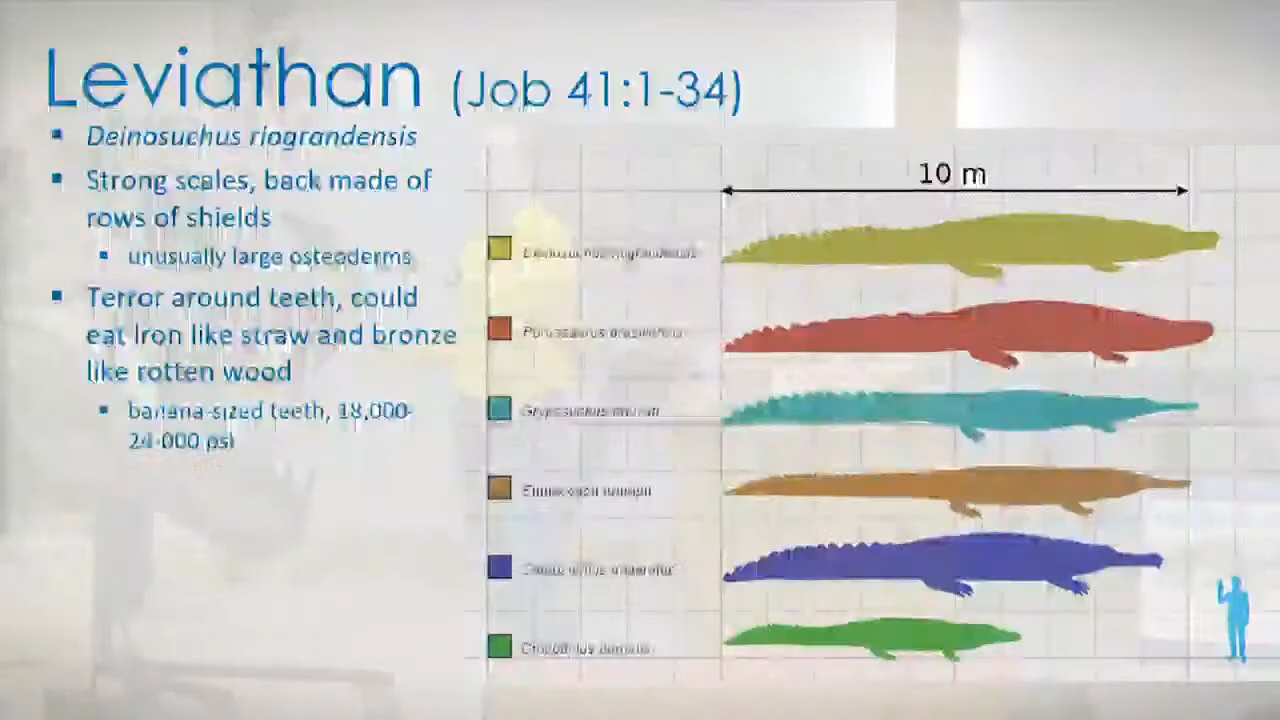 Leviathan (Job 41:1-34)
▪ Deinosuchus riograndensis
▪ Strong scales, back made of
rows of shields
▪ unusually large osteoderms
▪ Terror around teeth, could
eat Iron like straw and bronze
like rotten wood
▪ banana-sized teeth, 18,000-
24-000 psi
10 m
Deinosuchus riograndensis